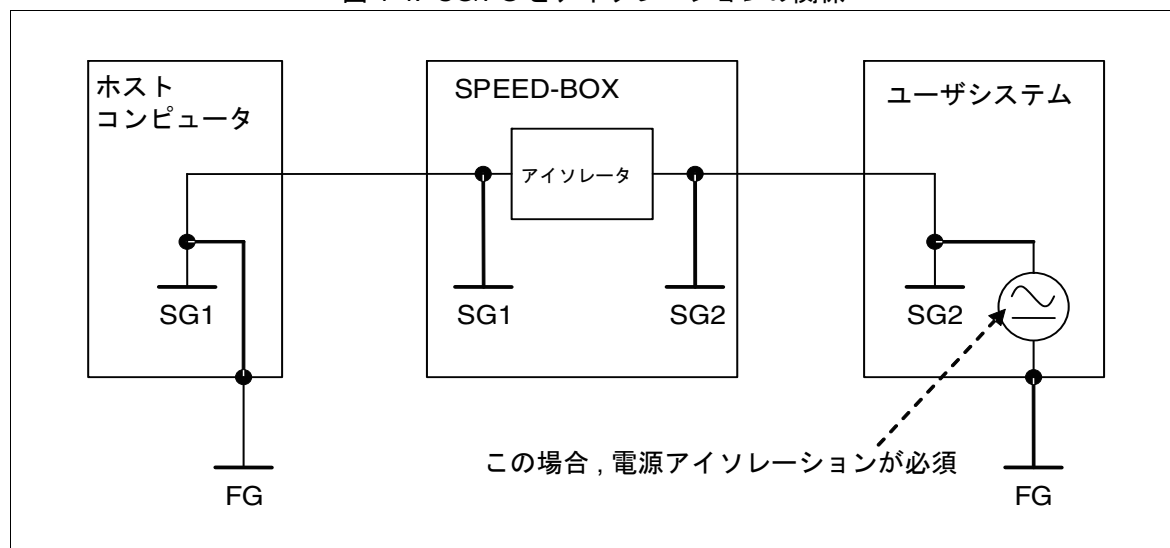 ホスト
コンピュータ
SPEED-BOX
ユーザシステム
アイソレータ
SG1
SG1
SG2
SG2
この場合 , 電源アイソレーションが必須
FG
FG